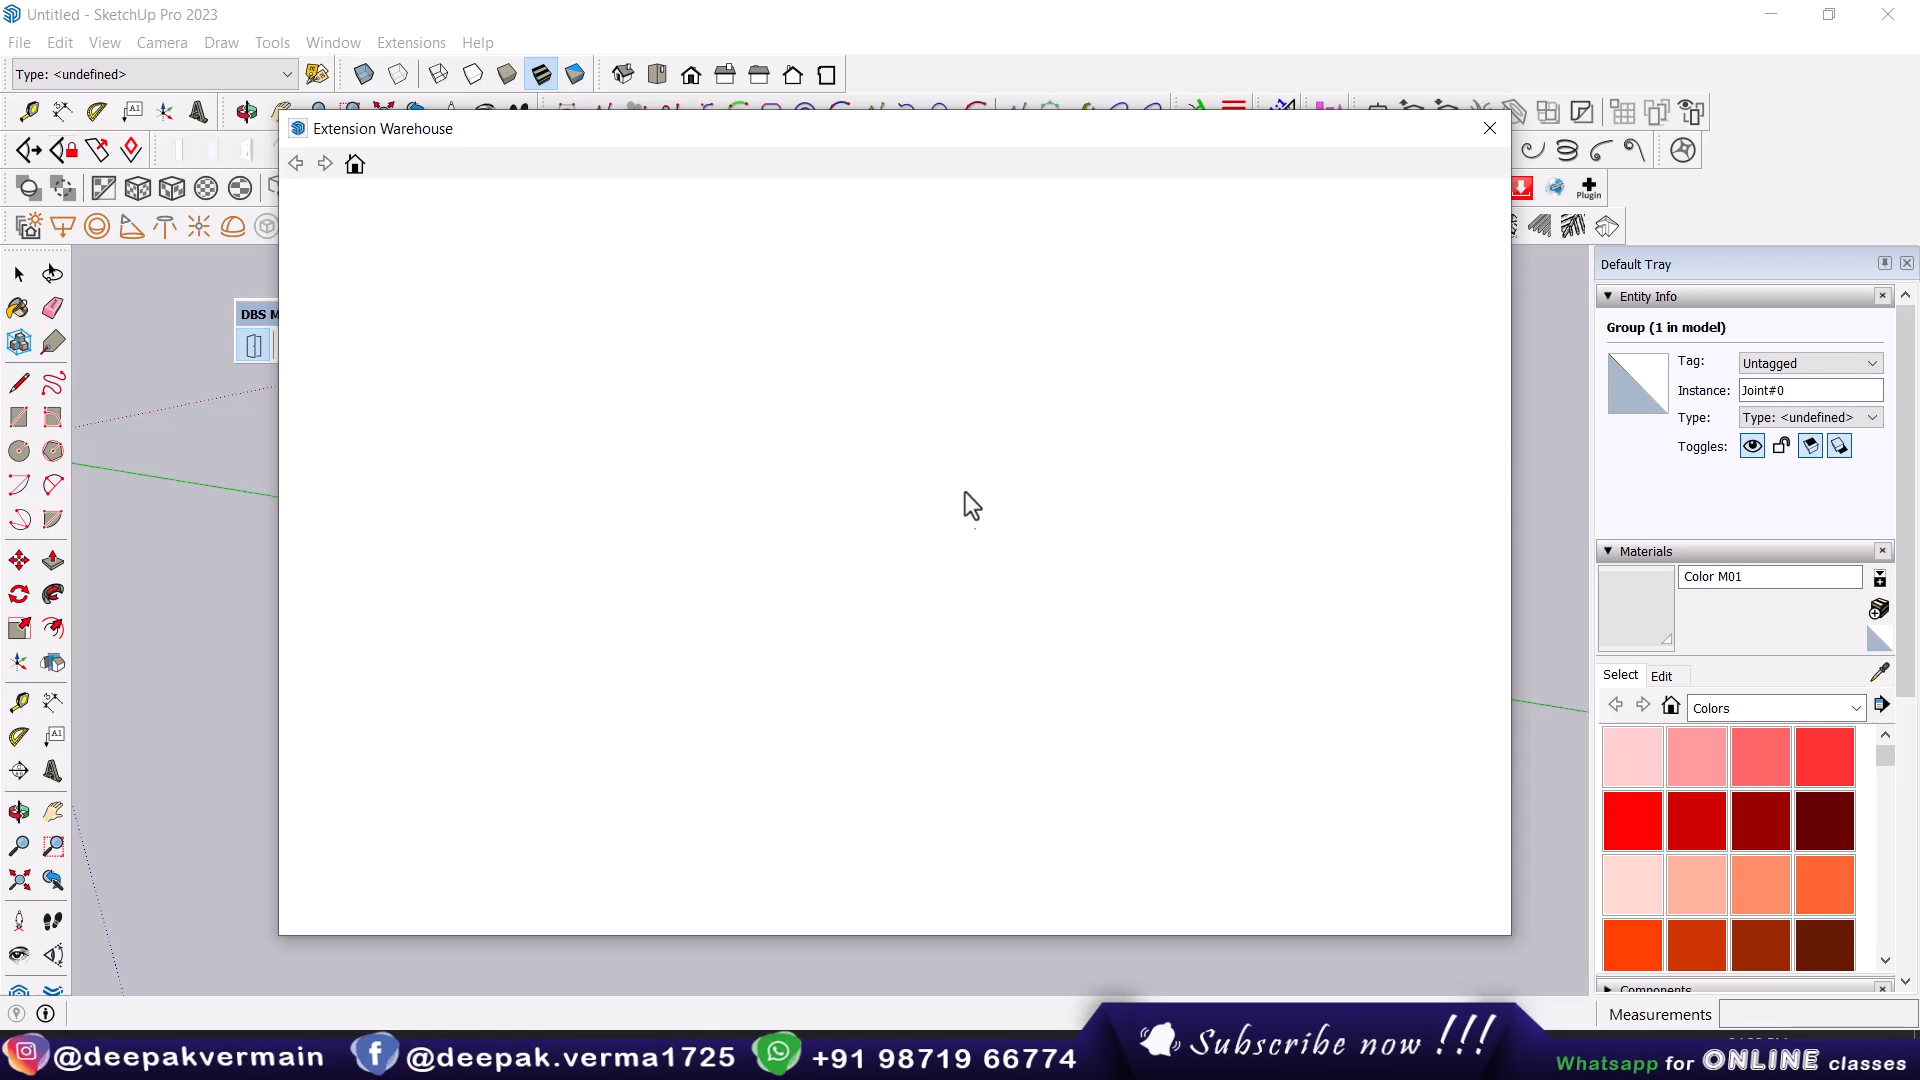 Untitled - SketchUp Pro 2023
File Edit View Camera Draw Tools Window Extensions Help
Type: <undefined>
A1
Extension Warehouse
Plugin
DBS M
Default Tray
Entity Info
Group (1 in model)
Tag: Untagged
Instance: Joint#0
Type: Type: <undefined>
Toggles:
Materials
Color M01
Select Edit
Colors
A1
Components
Measurements
@deepakvermain @deepak.verma1725 +91 98719 66774
Subscribe now !!!
Whatsapp for ONLINE classes